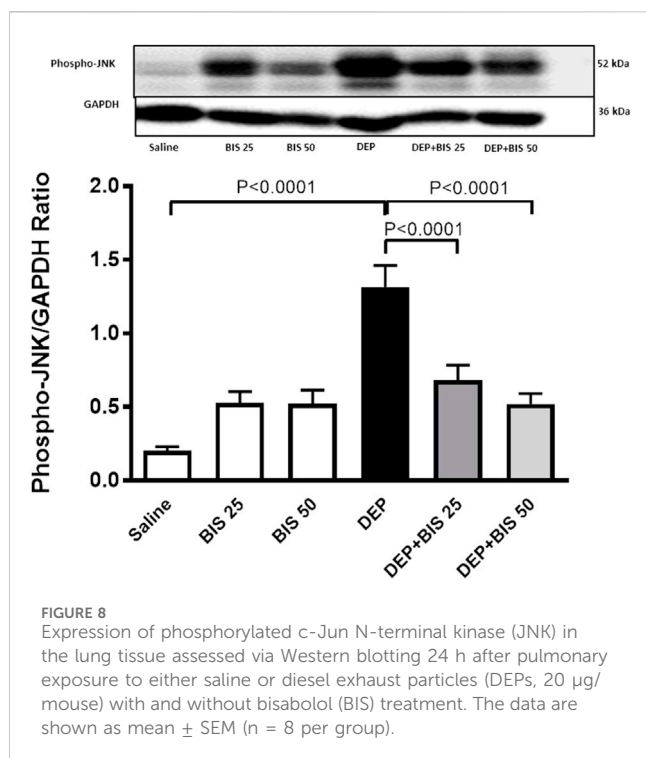 Phospho-JNK
52 kDa
GAPDH
36 kDa
Saline BIS 25 BIS 50 DEP DEP+BIS 25 DEP+BIS 50
Phospho-JNK/GAPDH Ratio
2.0
1.5
1.0
0.5
0.0
P<0.0001 P<0.0001
P<0.0001
Saline BIS 25 BIS 50 DEP DEP+BIS 25 DEP+BIS 50
FIGURE 8
Expression of phosphorylated c-Jun N-terminal kinase (JNK) in
the lung tissue assessed via Western blotting 24 h after pulmonary
exposure to either saline or diesel exhaust particles (DEPs, 20 μg/
mouse) with and without bisabolol (BIS) treatment. The data are
shown as mean ± SEM (n = 8 per group).